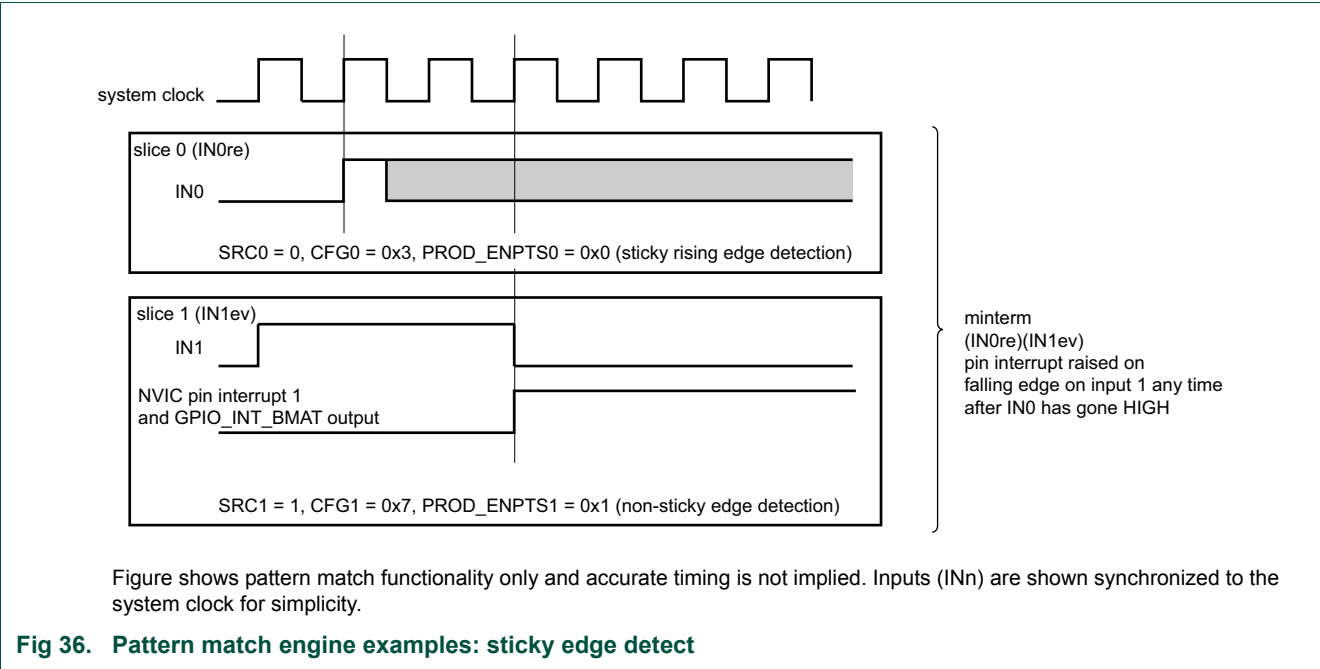 system clock
slice 0 (IN0re)
IN0
SRC0 = 0, CFG0 = 0x3, PROD_ENPTS0 = 0x0 (sticky rising edge detection)
slice 1 (IN1ev)
IN1
NVIC pin interrupt 1
and GPIO_INT_BMAT output
SRC1 = 1, CFG1 = 0x7, PROD_ENPTS1 = 0x1 (non-sticky edge detection)
minterm
(IN0re)(IN1ev)
pin interrupt raised on
falling edge on input 1 any time
after IN0 has gone HIGH
Figure shows pattern match functionality only and accurate timing is not implied. Inputs (INn) are shown synchronized to the
system clock for simplicity.
Fig 36. Pattern match engine examples: sticky edge detect